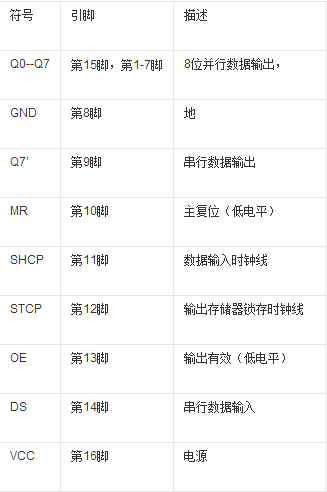 符号 引脚 描述
Q0--Q7 第15脚，第1-7脚 8位并行数据输出，
GND 第8脚 地
Q7' 第9脚 串行数据输出
MR 第10脚 主复位（低电平）
SHCP 第11脚 数据输入时钟线
STCP 第12脚 输出存储器锁存时钟线
OE 第13脚 输出有效（低电平）
DS 第14脚 串行数据输入
VCC 第16脚 电源